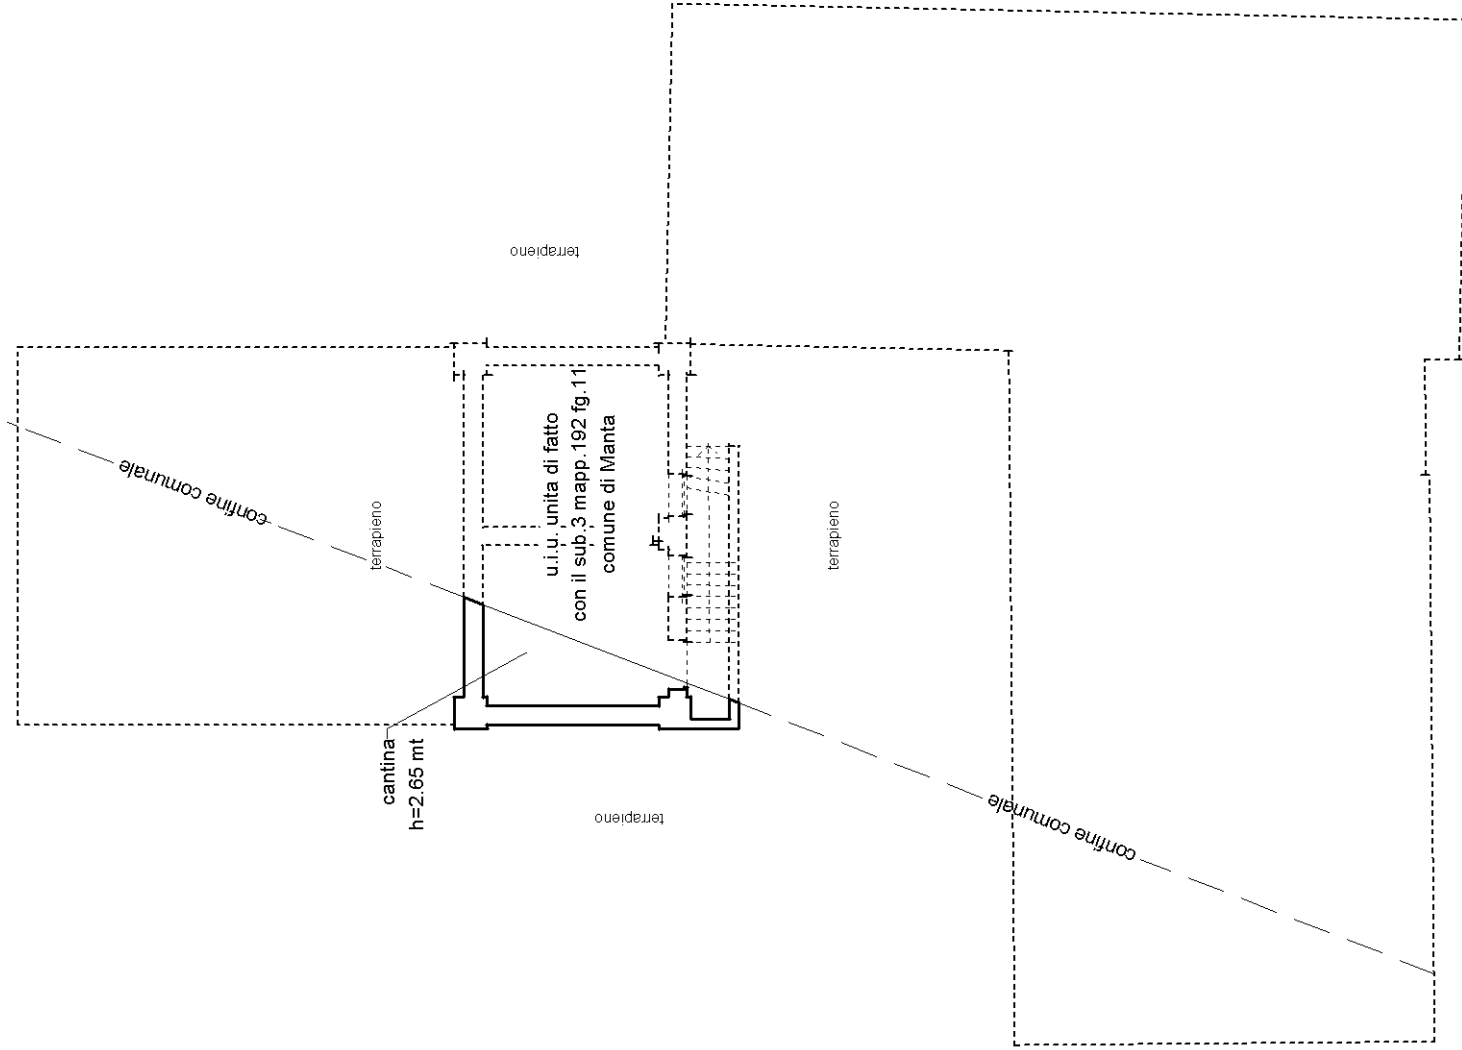 terrapieno
confine comunale
terrapieno
u.i.u. unita di fatto
con il sub.3 mapp.192 fg.11
comune di Manta
terrapieno
cantina
h=2.65 mt
terrapieno
confine comunale